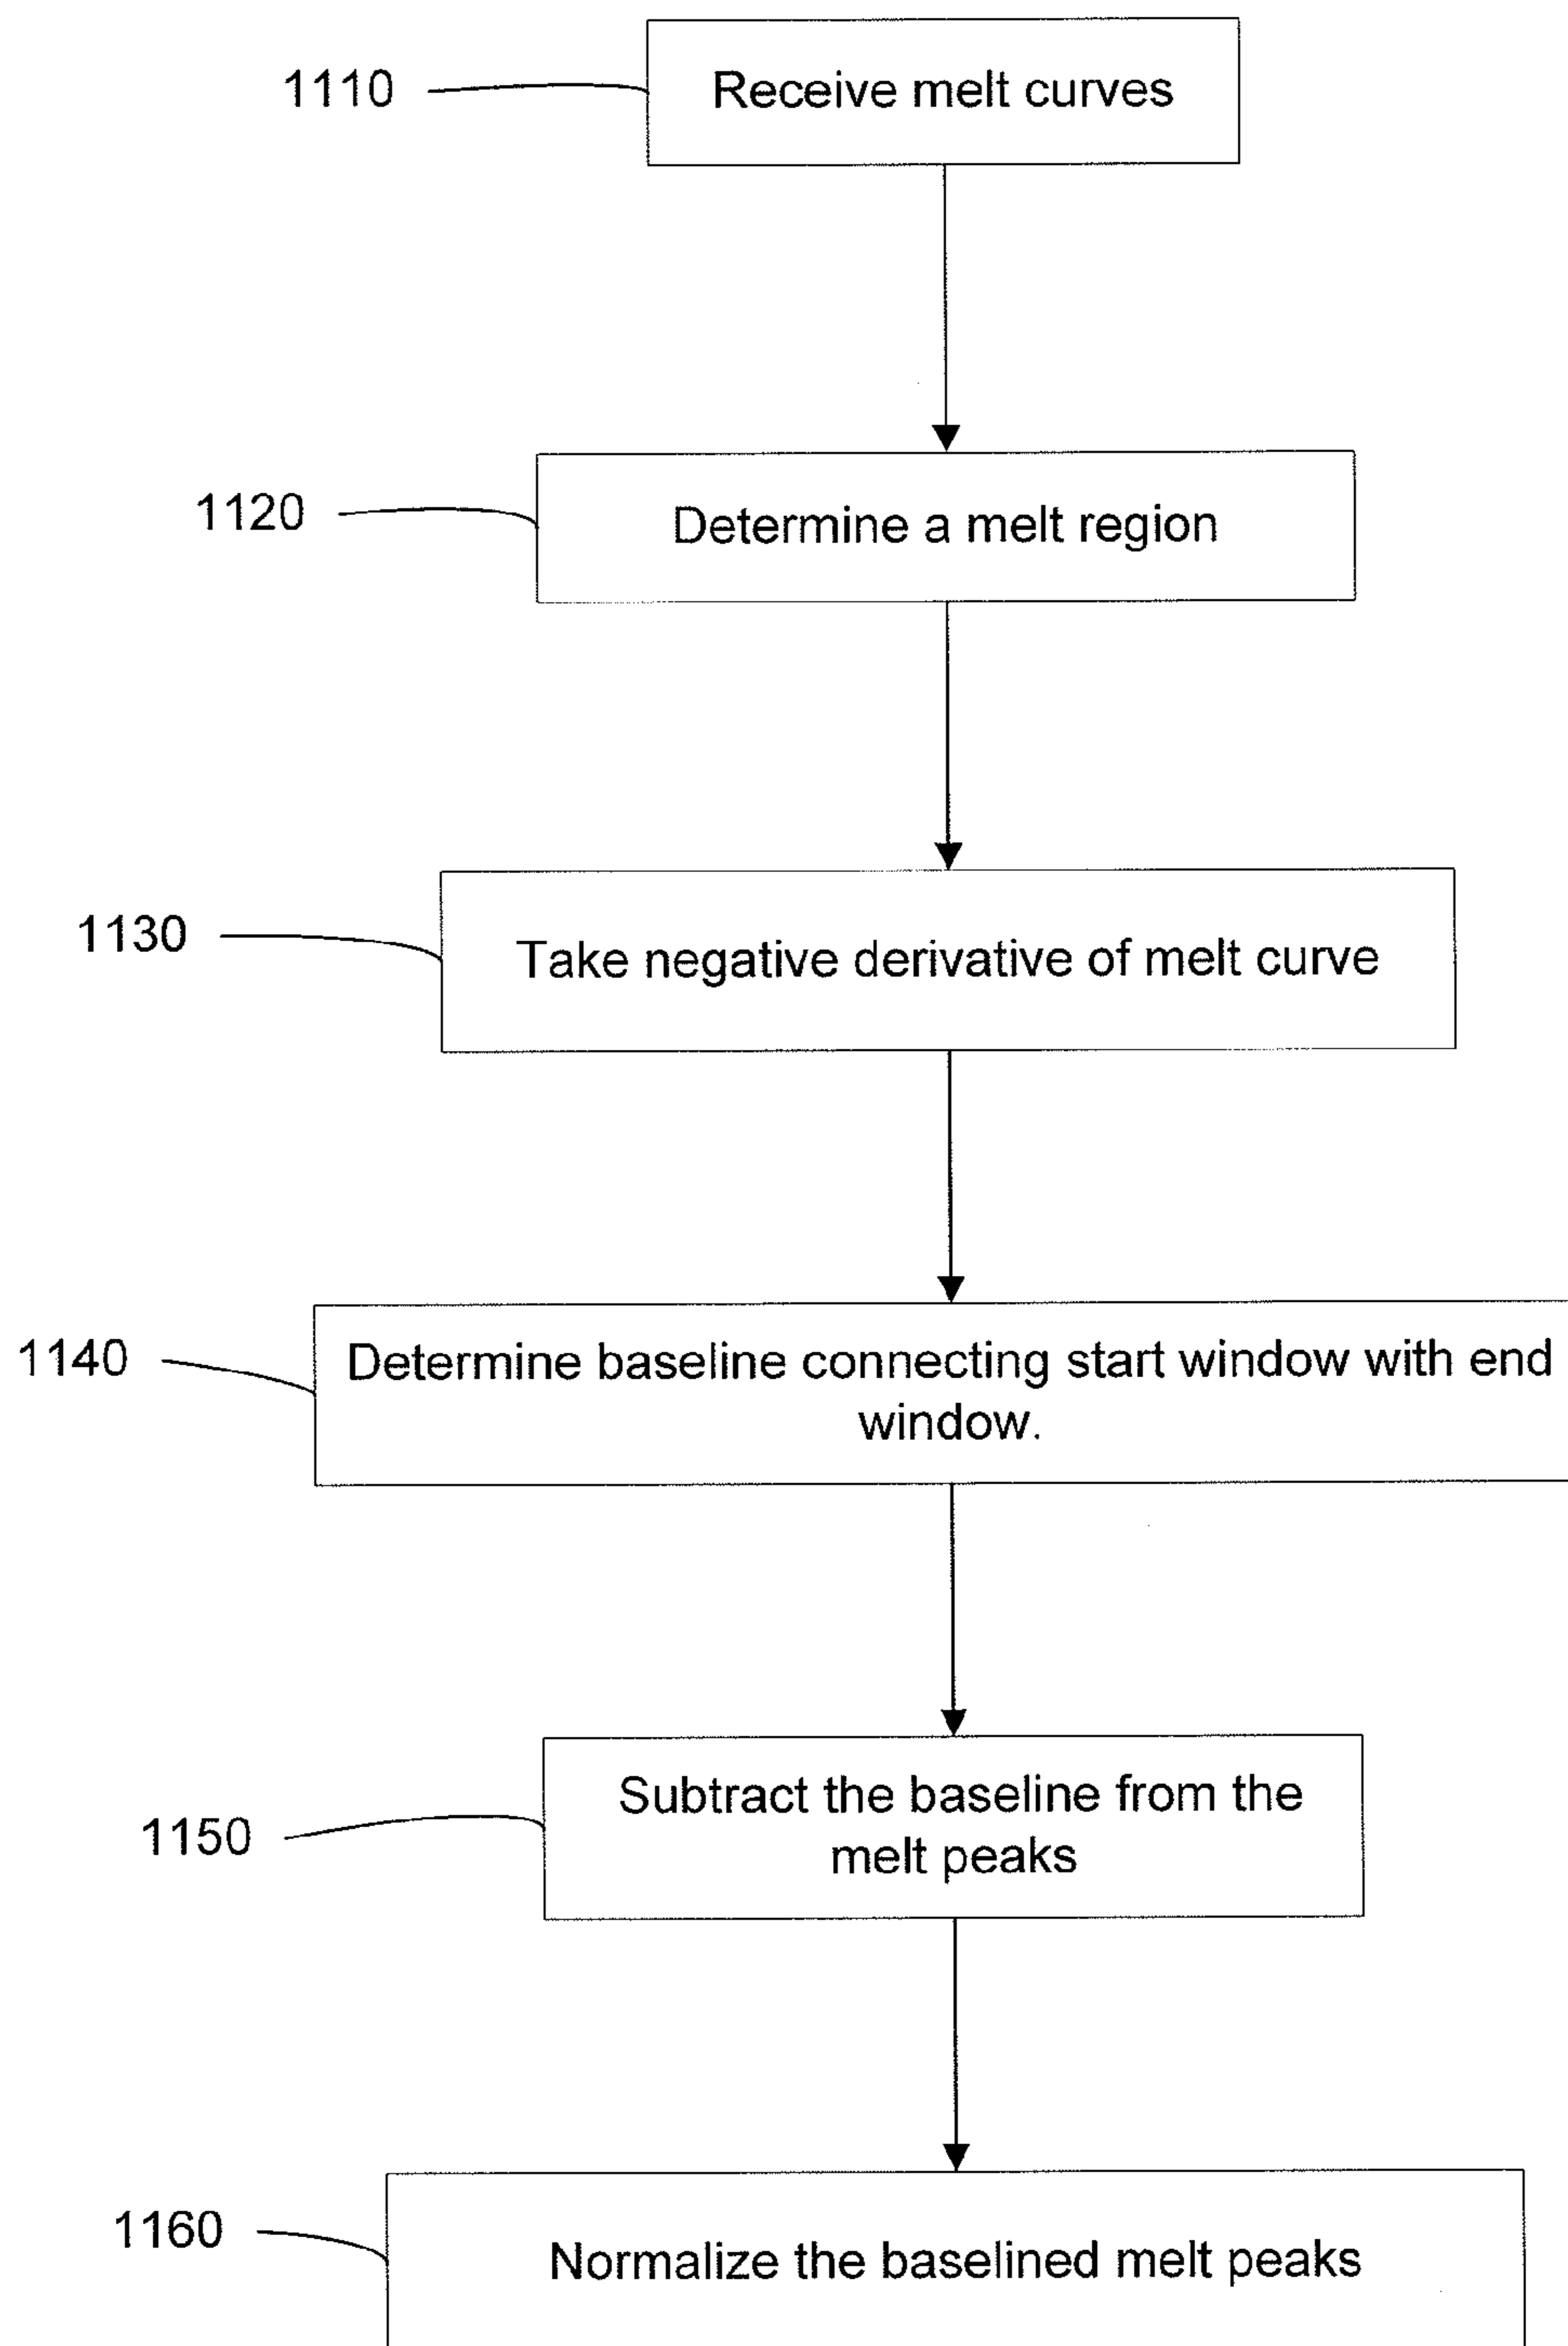 1110
Receive melt curves
1120
Determine a melt region
1130
Take negative derivative of melt curve
1140
Determine baseline connecting start window with end
window.
1150
Subtract the baseline from the
melt peaks
1160
Normalize the baselined melt peaks